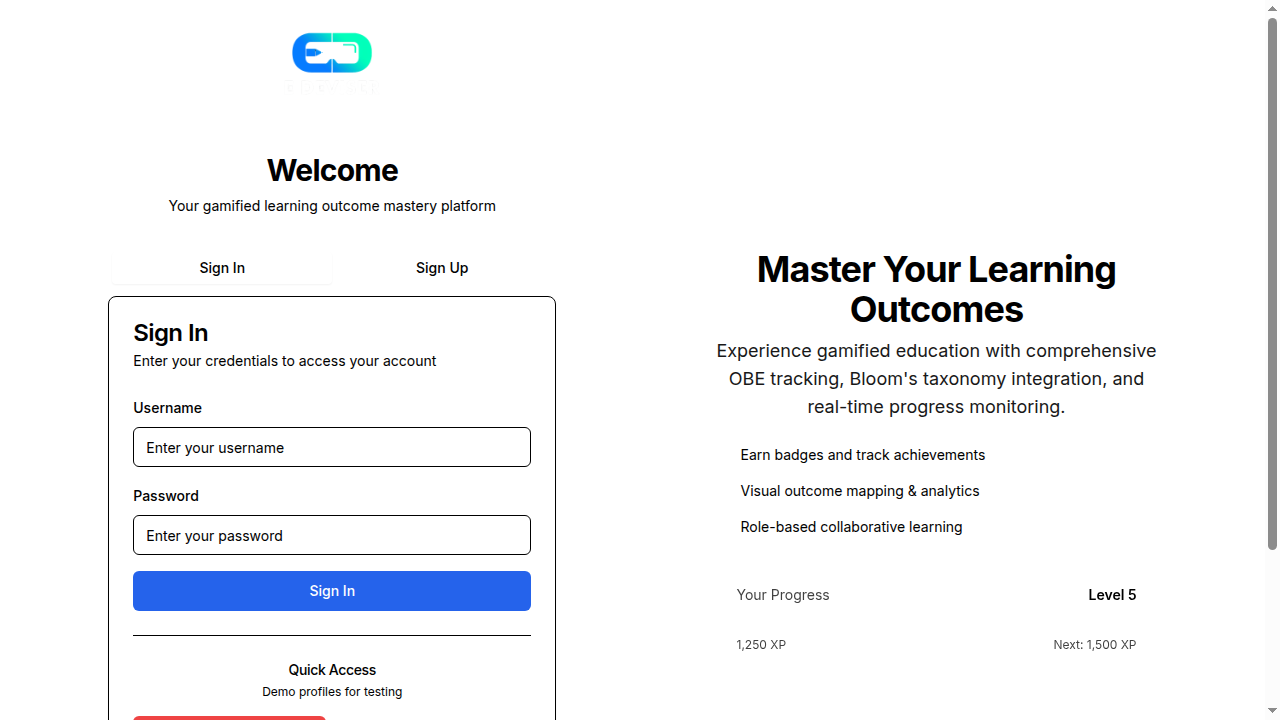 Welcome
Your gamified learning outcome mastery platform
Sign In
Sign Up
Sign In
Enter your credentials to access your account
Username
Enter your username
Password
Enter your password
Sign In
Quick Access
Demo profiles for testing
Master Your Learning
Outcomes
Experience gamified education with comprehensive
OBE tracking, Bloom's taxonomy integration, and
real-time progress monitoring.
Earn badges and track achievements
Visual outcome mapping & analytics
Role-based collaborative learning
Your Progress
Level 5
1,250 XP
Next: 1,500 XP